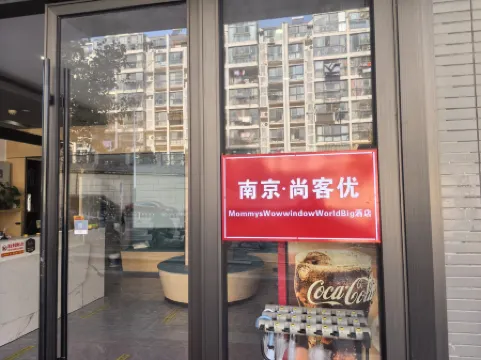 南京·尚客优
MommysWowwindowWorldBig酒店
Coca-Cola